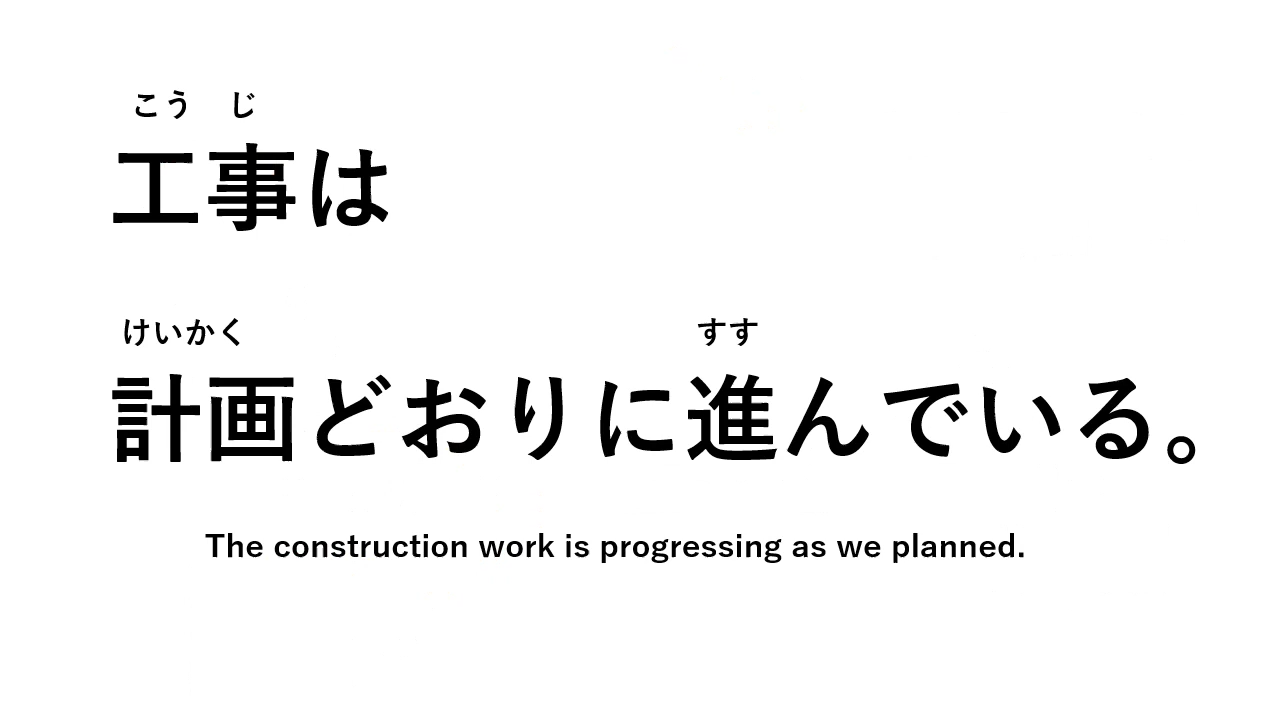 こう じ
工事は
けいかく すす
計画どおりに進んでいる。
The construction work is progressing as we planned.